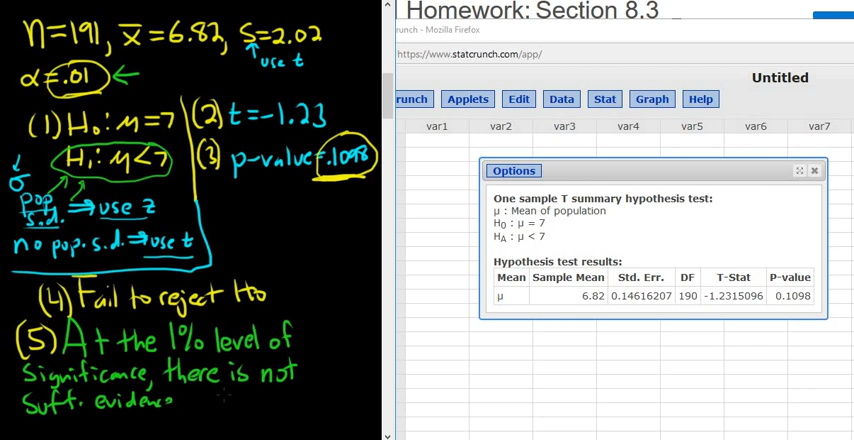 n=191, x̄=6.82, S=2.02
use t
α=.01
(1) H₀: μ=7
H₁: μ<7
σ
pop s.d. ⇒ use z
no pop. s.d. ⇒ use t
(2) t=-1.23
(3) p-value=.1098
(4) Fail to reject H₀
(5) At the 1% level of
significance, there is not
suff. evidenc
Homework: Section 8.3
crunch - Mozilla Firefox
https://www.statcrunch.com/app/
Untitled
runch Applets Edit Data Stat Graph Help
var1 var2 var3 var4 var5 var6 var7
Options
One sample T summary hypothesis test:
μ : Mean of population
H₀ : μ = 7
Hᴀ : μ < 7
Hypothesis test results:
Mean Sample Mean Std. Err. DF T-Stat P-value
μ 6.82 0.14616207 190 -1.2315096 0.1098